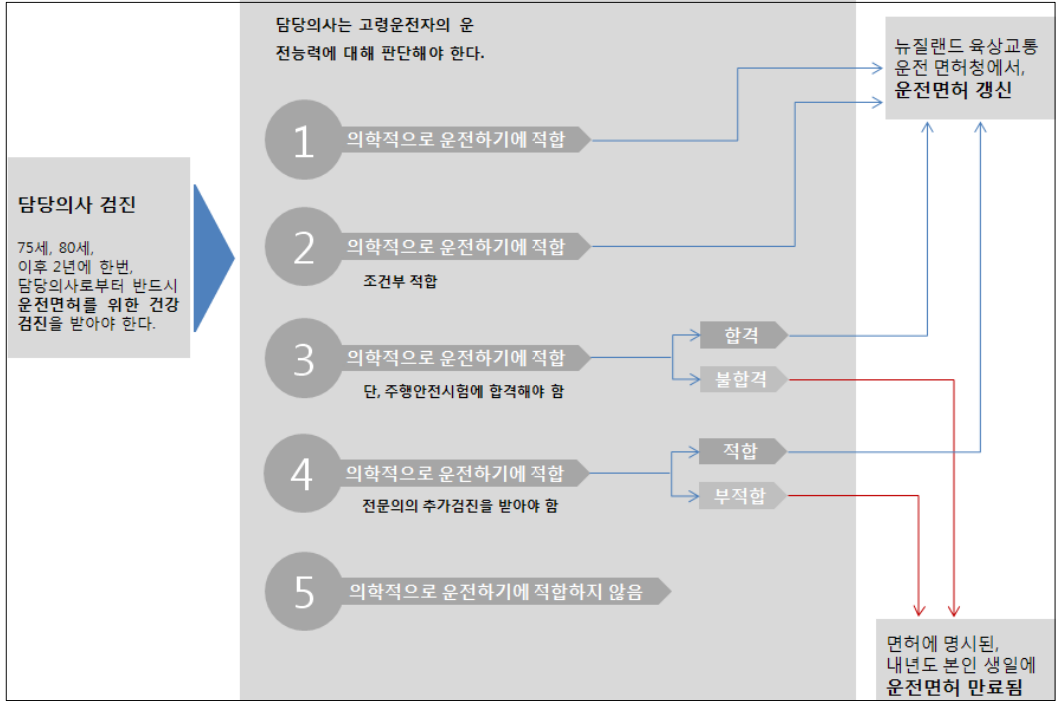 담당의사는 고령운전자의 운
전능력에 대해 판단해야 한다.
뉴질랜드 육상교통
운전 면허청에서,
운전면허 갱신
담당의사 검진
75세, 80세,
이후 2년에 한번,
담당의사로부터 반드시
운전면허를 위한 건강
검진을 받아야 한다.
1
의학적으로 운전하기에 적합
2
의학적으로 운전하기에 적합
조건부 적합
3
의학적으로 운전하기에 적합
단, 주행안전시험에 합격해야 함
합격
불합격
4
의학적으로 운전하기에 적합
전문의의 추가검진을 받아야 함
적합
부적합
5
의학적으로 운전하기에 적합하지 않음
면허에 명시된,
내년도 본인 생일에
운전면허 만료됨